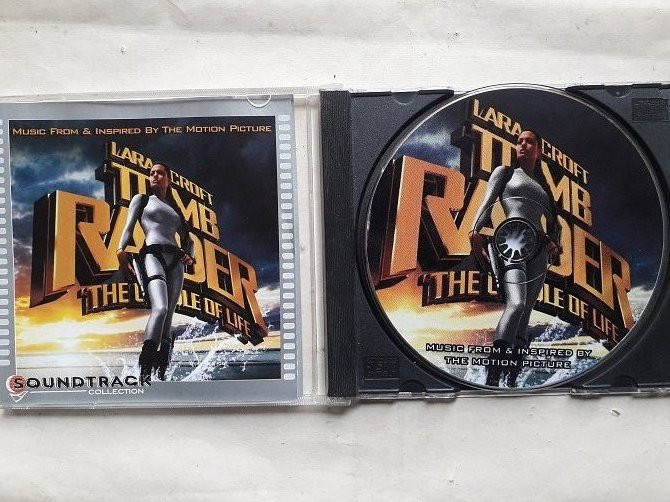 MUSIC FROM & INSPIRED BY THE MOTION PICTURE
LARA CROFT
TOMB
RAIDER
"THE CRADLE OF LIFE"
SOUNDTRACK
COLLECTION
LARA CROFT
TOMB
RAIDER
"THE CRADLE OF LIFE"
MUSIC FROM & INSPIRED BY
THE MOTION PICTURE